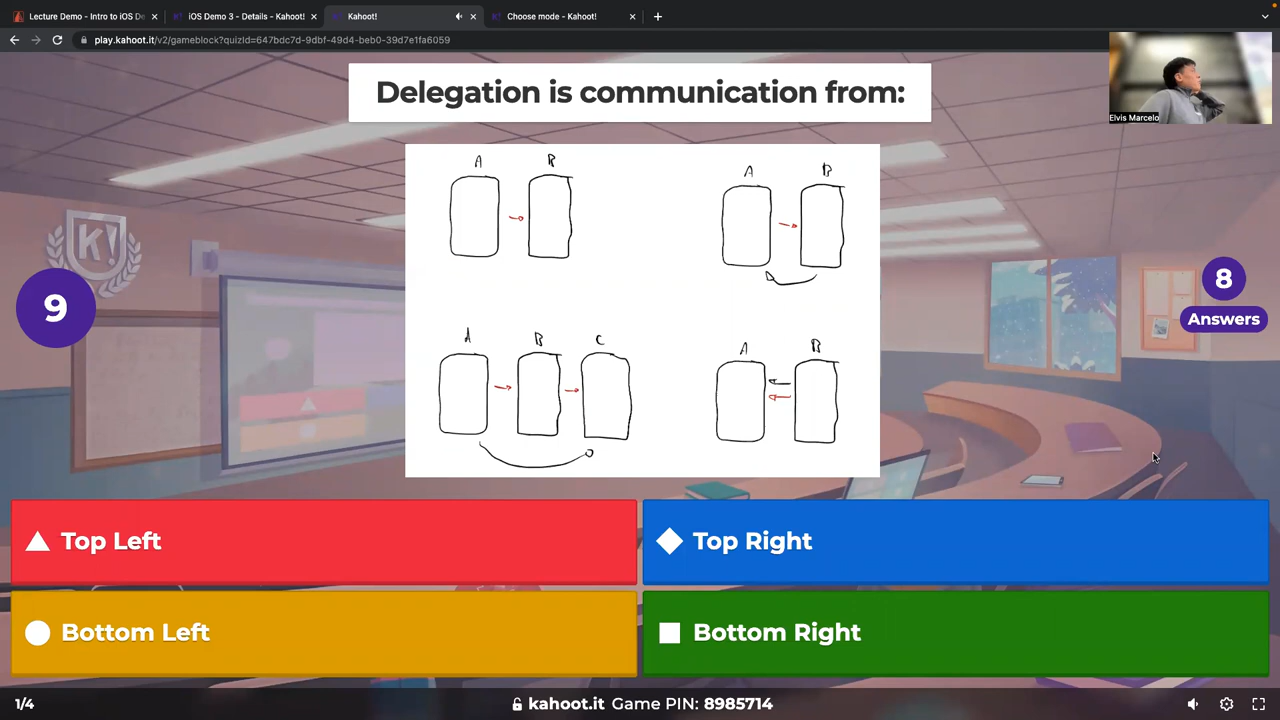 Lecture Demo - Intro to iOS De
iOS Demo 3 - Details - Kahoot!
Kahoot!
Choose mode - Kahoot!
play.kahoot.it/v2/gameblock?quizId=647bdc7d-9dbf-49d4-beb0-39d7e1fa6059
Delegation is communication from:
Elvis Marcelo
A B
A B
K!
9
8
Answers
A B C
A B
Top Left
Top Right
Bottom Left
Bottom Right
1/4
kahoot.it Game PIN: 8985714